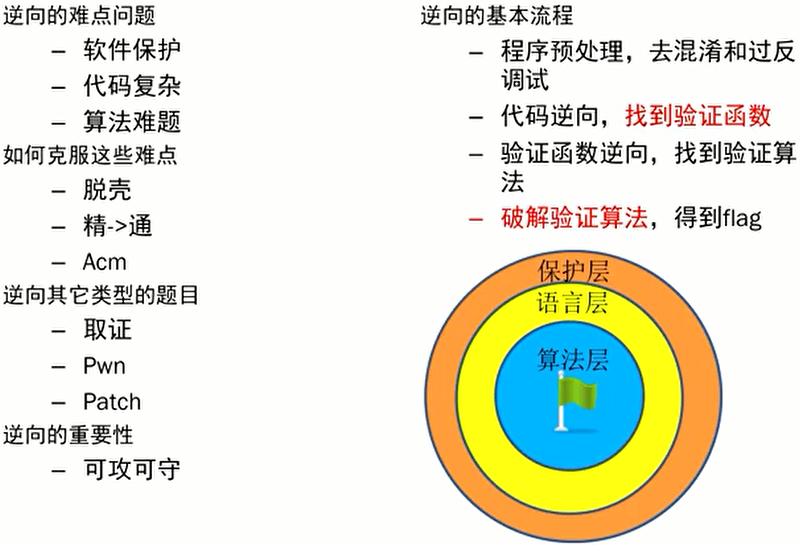 逆向的难点问题
– 软件保护
– 代码复杂
– 算法难题
如何克服这些难点
– 脱壳
– 精->通
– Acm
逆向其它类型的题目
– 取证
– Pwn
– Patch
逆向的重要性
– 可攻可守
逆向的基本流程
– 程序预处理，去混淆和过反
调试
– 代码逆向，找到验证函数
– 验证函数逆向，找到验证算
法
– 破解验证算法，得到flag
保护层
语言层
算法层